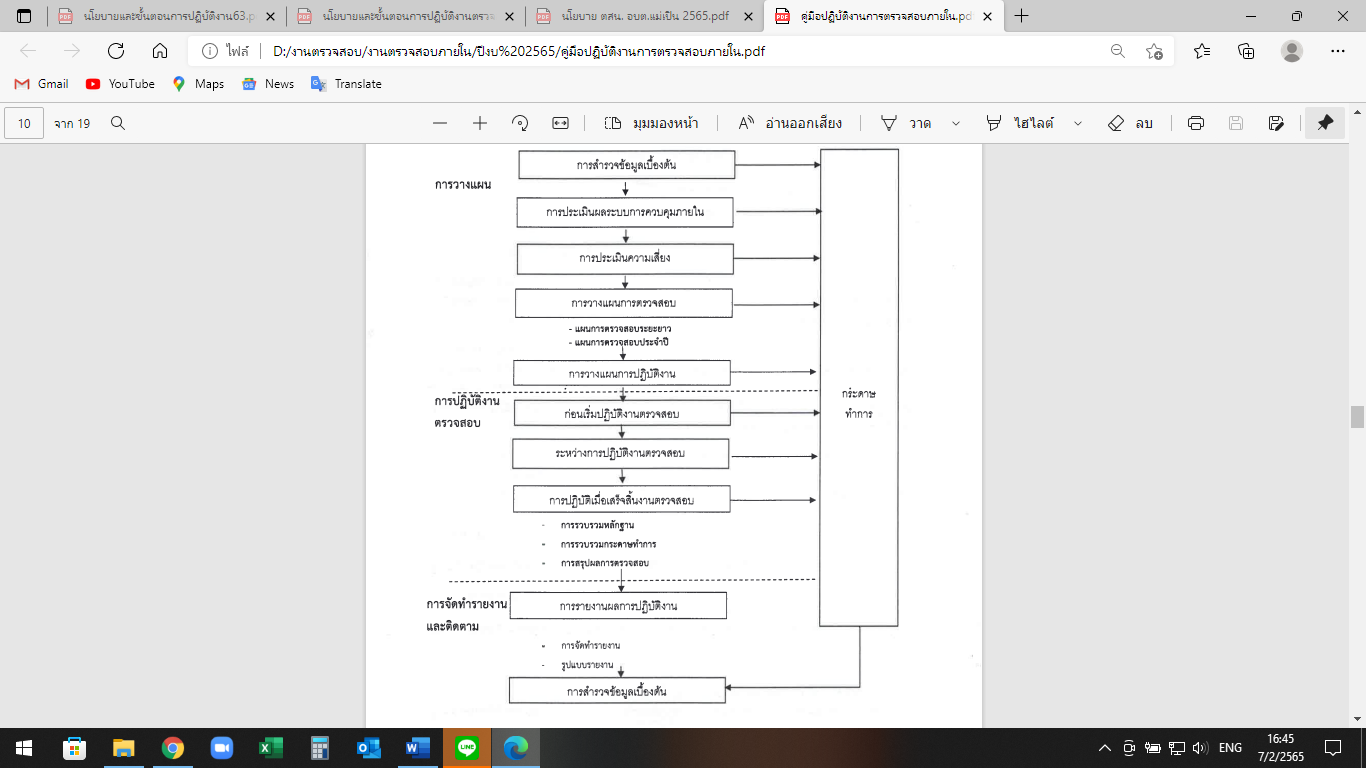 นโยบายและขั้นตอนการปฏิบัติงาน63.p
นโยบายและขั้นตอนการปฏิบัติงานตรวจ
นโยบาย ตสน. อบต.แม่เปิน 2565.pdf
คู่มือปฏิบัติงานการตรวจสอบภายใน.pdf
ไฟล์
D:/งานตรวจสอบ/งานตรวจสอบภายใน/ปีงบ%202565/คู่มือปฏิบัติงานการตรวจสอบภายใน.pdf
Gmail
YouTube
Maps
News
Translate
10
จาก 19
มุมมองหน้า
อ่านออกเสียง
วาด
ไฮไลต์
ลบ
การสำรวจข้อมูลเบื้องต้น
การวางแผน
การประเมินผลระบบการควบคุมภายใน
การประเมินความเสี่ยง
การวางแผนการตรวจสอบ
- แผนการตรวจสอบระยะยาว
- แผนการตรวจสอบประจำปี
การวางแผนการปฏิบัติงาน
กระดาษ
ทำการ
การปฏิบัติงาน
ตรวจสอบ
ก่อนเริ่มปฏิบัติงานตรวจสอบ
ระหว่างการปฏิบัติงานตรวจสอบ
การปฏิบัติเมื่อเสร็จสิ้นงานตรวจสอบ
- การรวบรวมหลักฐาน
- การรวบรวมกระดาษทำการ
- การสรุปผลการตรวจสอบ
การจัดทำรายงาน
และติดตาม
การรายงานผลการปฏิบัติงาน
- การจัดทำรายงาน
- รูปแบบรายงาน
การสำรวจข้อมูลเบื้องต้น
LINE
ENG
16:45
7/2/2565